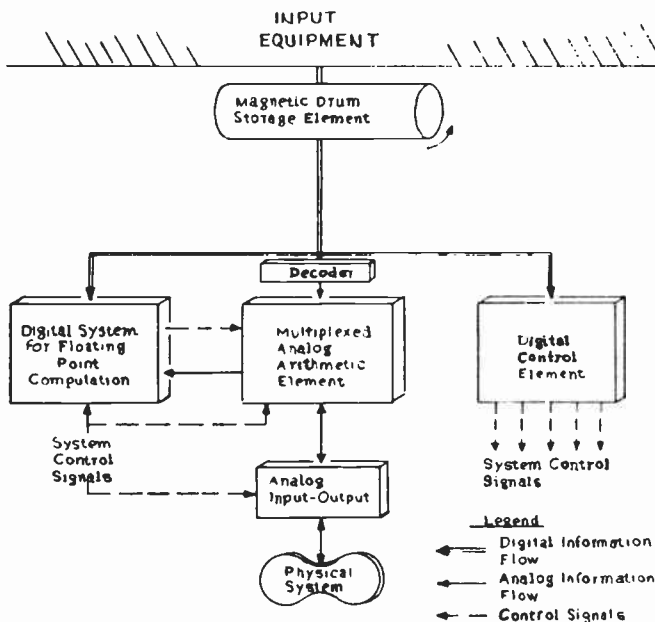 INPUT
EQUIPMENT
Magnetic Drum
Storage Element
Decoder
Digital System
for Floating
Point
Computation
Multiplexed
Analog
Arithmetic
Element
Digital
Control
Element
System
Control
Signals
System Control
Signals
Analog
Input-Output
Physical
System
Legend
Digital Information
Flow
Analog Information
Flow
Control Signals